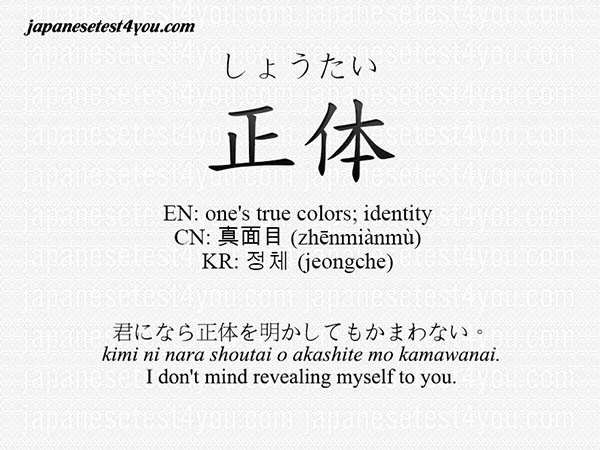 japanesetest4you.com
しょうたい
正体
EN: one's true colors; identity
CN: 真面目 (zhēnmiànmù)
KR: 정체 (jeongche)
君になら正体を明かしてもかまわない。
kimi ni nara shoutai o akashite mo kamawanai.
I don't mind revealing myself to you.